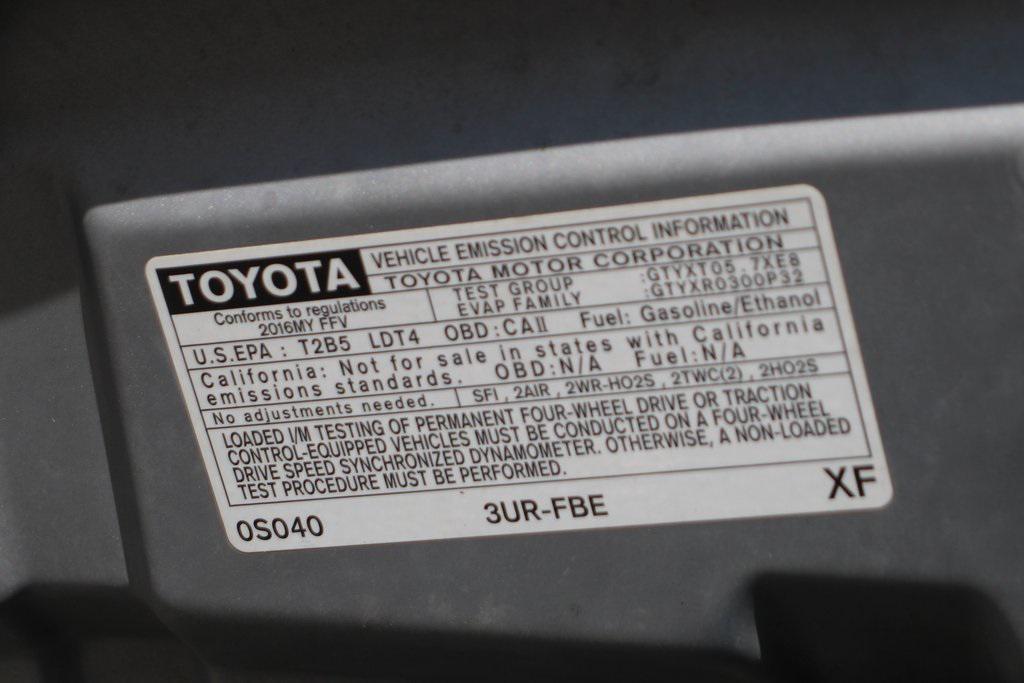 TOYOTA VEHICLE EMISSION CONTROL INFORMATION
TOYOTA MOTOR CORPORATION
Conforms to regulations
2016MY FFV
TEST GROUP :GTYXT05.7XE8
EVAP FAMILY :GTYXR0300P32
U.S.EPA : T2B5 LDT4 OBD:CAII Fuel: Gasoline/Ethanol
California: Not for sale in states with California
emissions standards. OBD:N/A Fuel:N/A
No adjustments needed. SFI , 2AIR , 2WR-HO2S , 2TWC(2) , 2HO2S
LOADED I/M TESTING OF PERMANENT FOUR-WHEEL DRIVE OR TRACTION
CONTROL-EQUIPPED VEHICLES MUST BE CONDUCTED ON A FOUR-WHEEL
DRIVE SPEED SYNCHRONIZED DYNAMOMETER. OTHERWISE, A NON-LOADED
TEST PROCEDURE MUST BE PERFORMED.
0S040 3UR-FBE XF